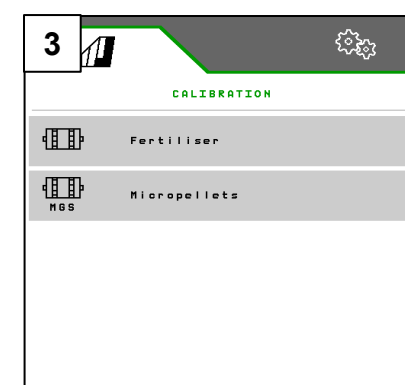 3
CALIBRATION
Fertiliser
MGS
Micropellets